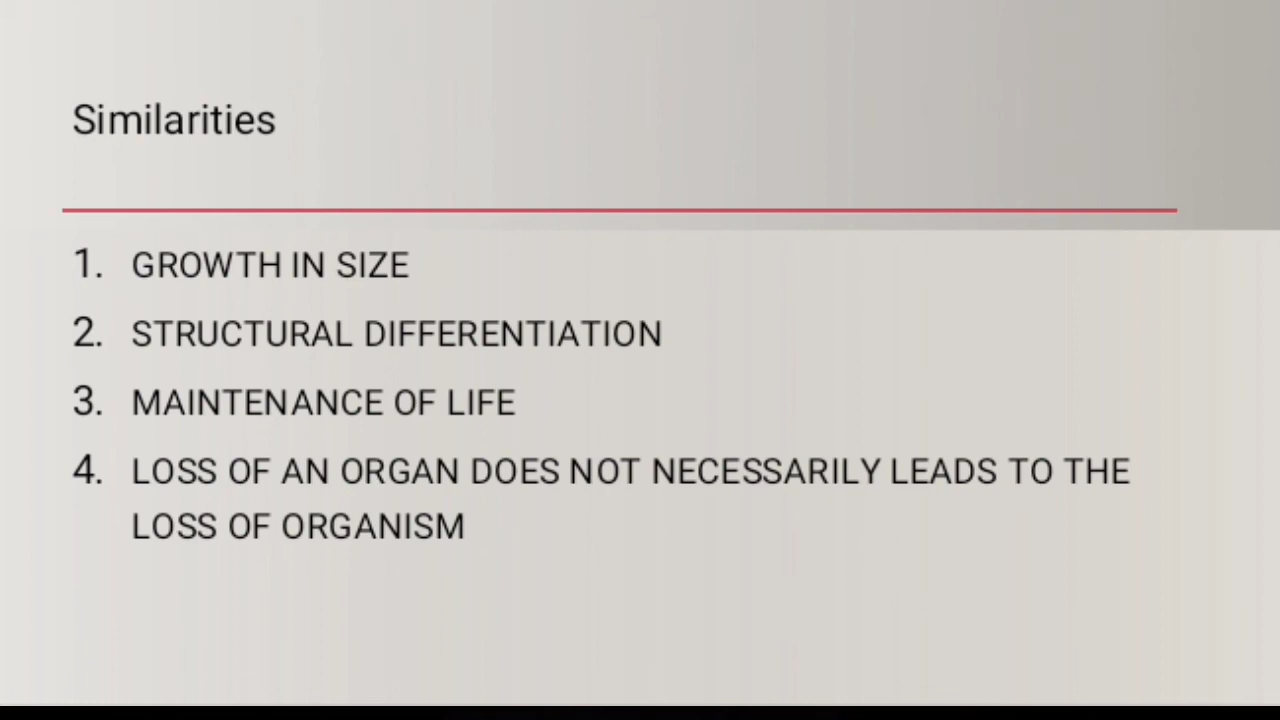 Similarities
1. GROWTH IN SIZE
2. STRUCTURAL DIFFERENTIATION
3. MAINTENANCE OF LIFE
4. LOSS OF AN ORGAN DOES NOT NECESSARILY LEADS TO THE
LOSS OF ORGANISM